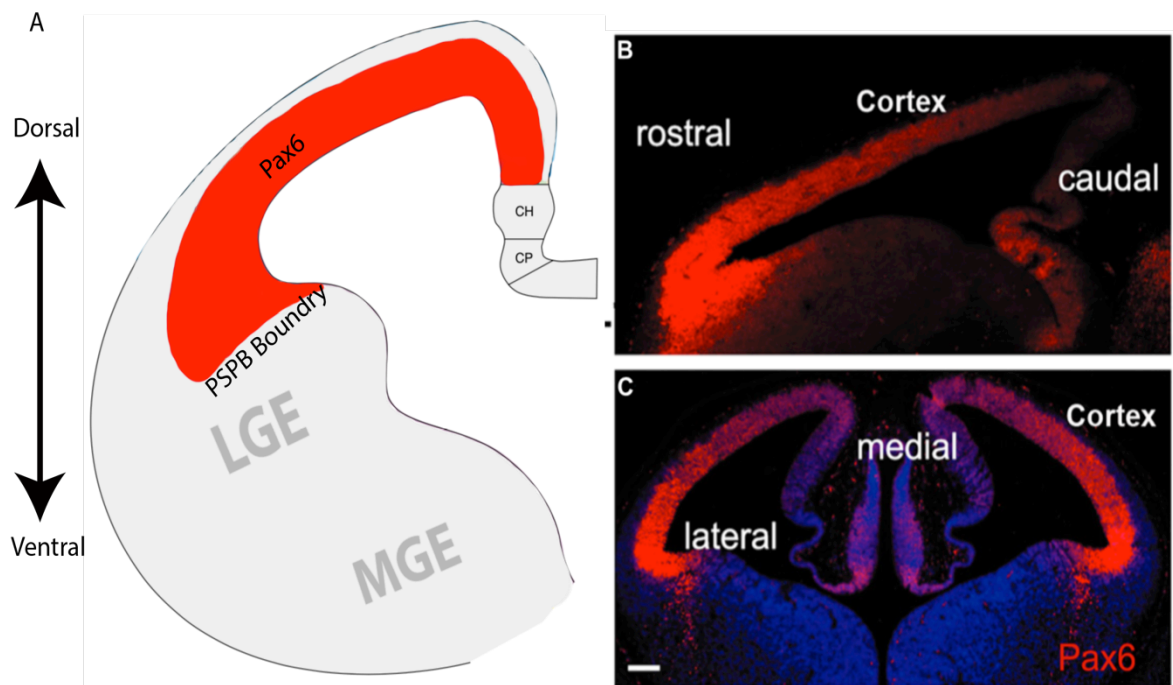 A
Dorsal
Ventral
Pax6
CH
CP
PSPB Boundry
LGE
MGE
B
Cortex
rostral
caudal
C
Cortex
medial
lateral
Pax6